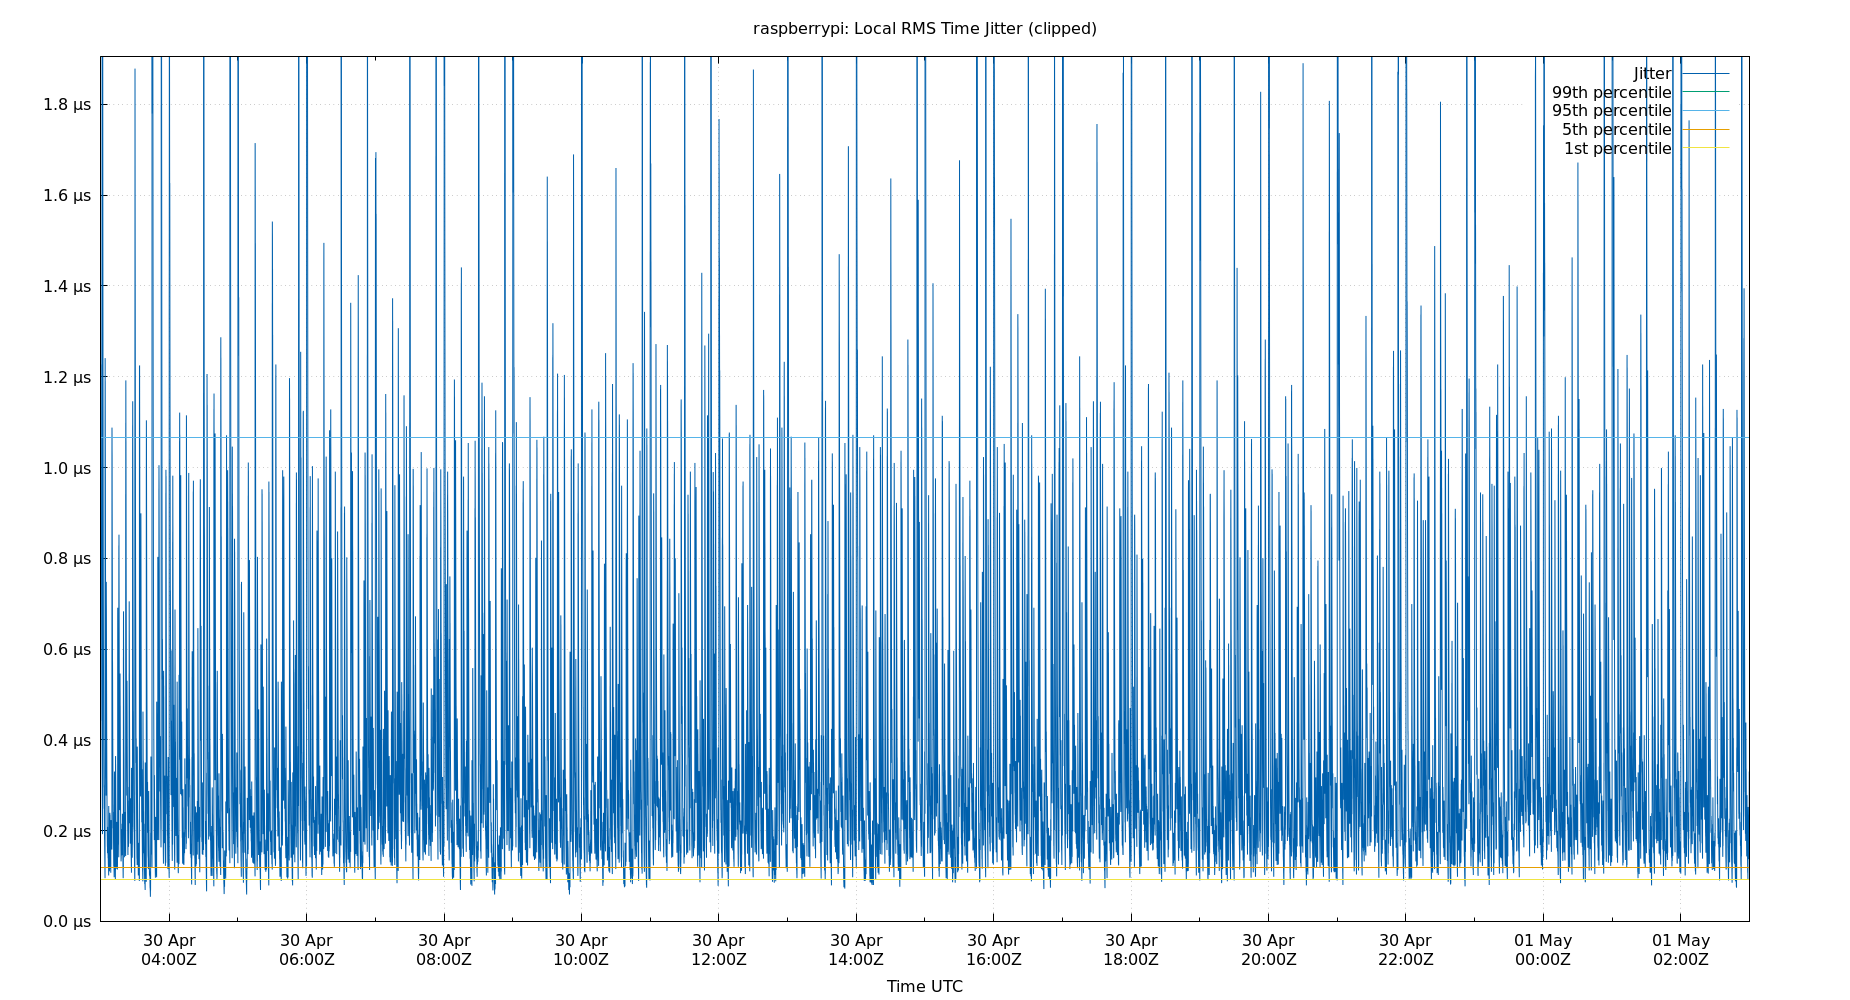 raspberrypi: Local RMS Time Jitter (clipped)
Jitter
99th percentile
95th percentile
5th percentile
1st percentile
1.8 µs
1.6 µs
1.4 µs
1.2 µs
1.0 µs
0.8 µs
0.6 µs
0.4 µs
0.2 µs
0.0 µs
30 Apr 30 Apr 30 Apr 30 Apr 30 Apr 30 Apr 30 Apr 30 Apr 30 Apr 30 Apr 01 May 01 May
04:00Z 06:00Z 08:00Z 10:00Z 12:00Z 14:00Z 16:00Z 18:00Z 20:00Z 22:00Z 00:00Z 02:00Z
Time UTC